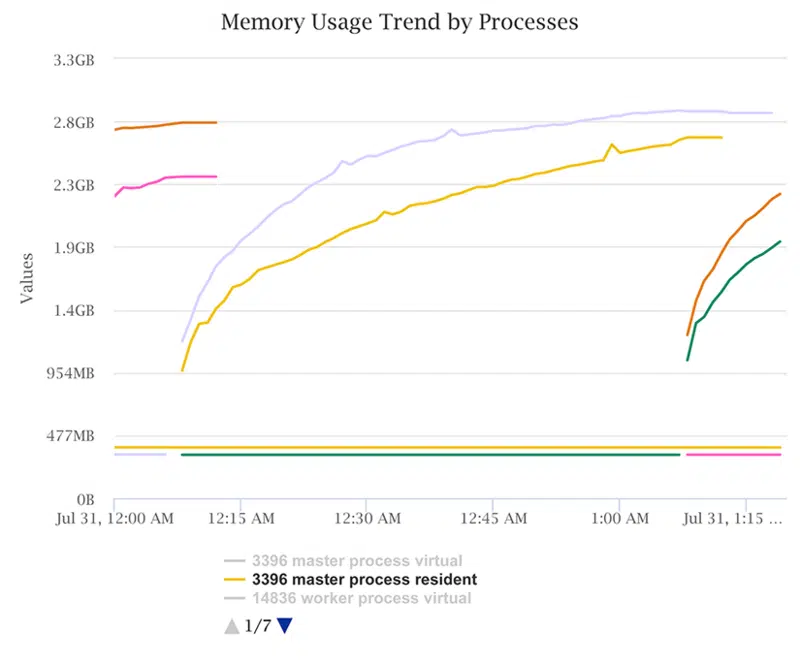 Memory Usage Trend by Processes
3.3GB
2.8GB
2.3GB
1.9GB
1.4GB
954MB
477MB
0B
Values
Jul 31, 12:00 AM
12:15 AM
12:30 AM
12:45 AM
1:00 AM
Jul 31, 1:15 ...
3396 master process virtual
3396 master process resident
14836 worker process virtual
1/7